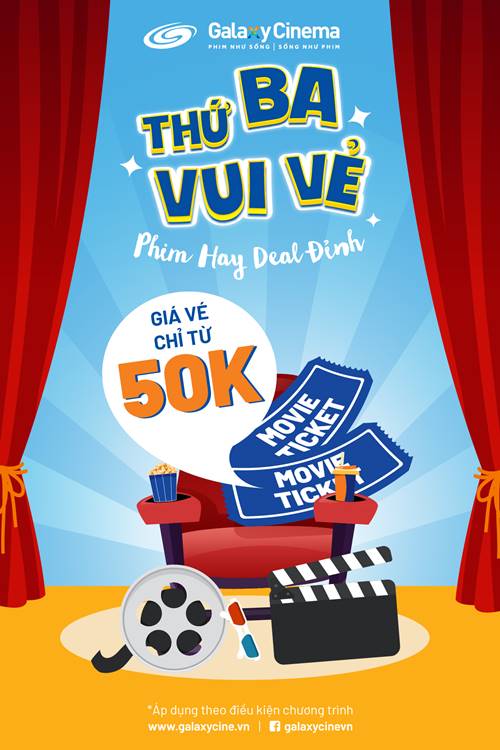 Galaxy Cinema
PHIM NHƯ SỐNG | SỐNG NHƯ PHIM
THỨ BA
VUI VẺ
Phim Hay Deal Đỉnh
GIÁ VÉ
CHỈ TỪ
50K
MOVIE
TICKET
MOVIE
TICKET
*Áp dụng theo điều kiện chương trình
www.galaxycine.vn | galaxycinevn